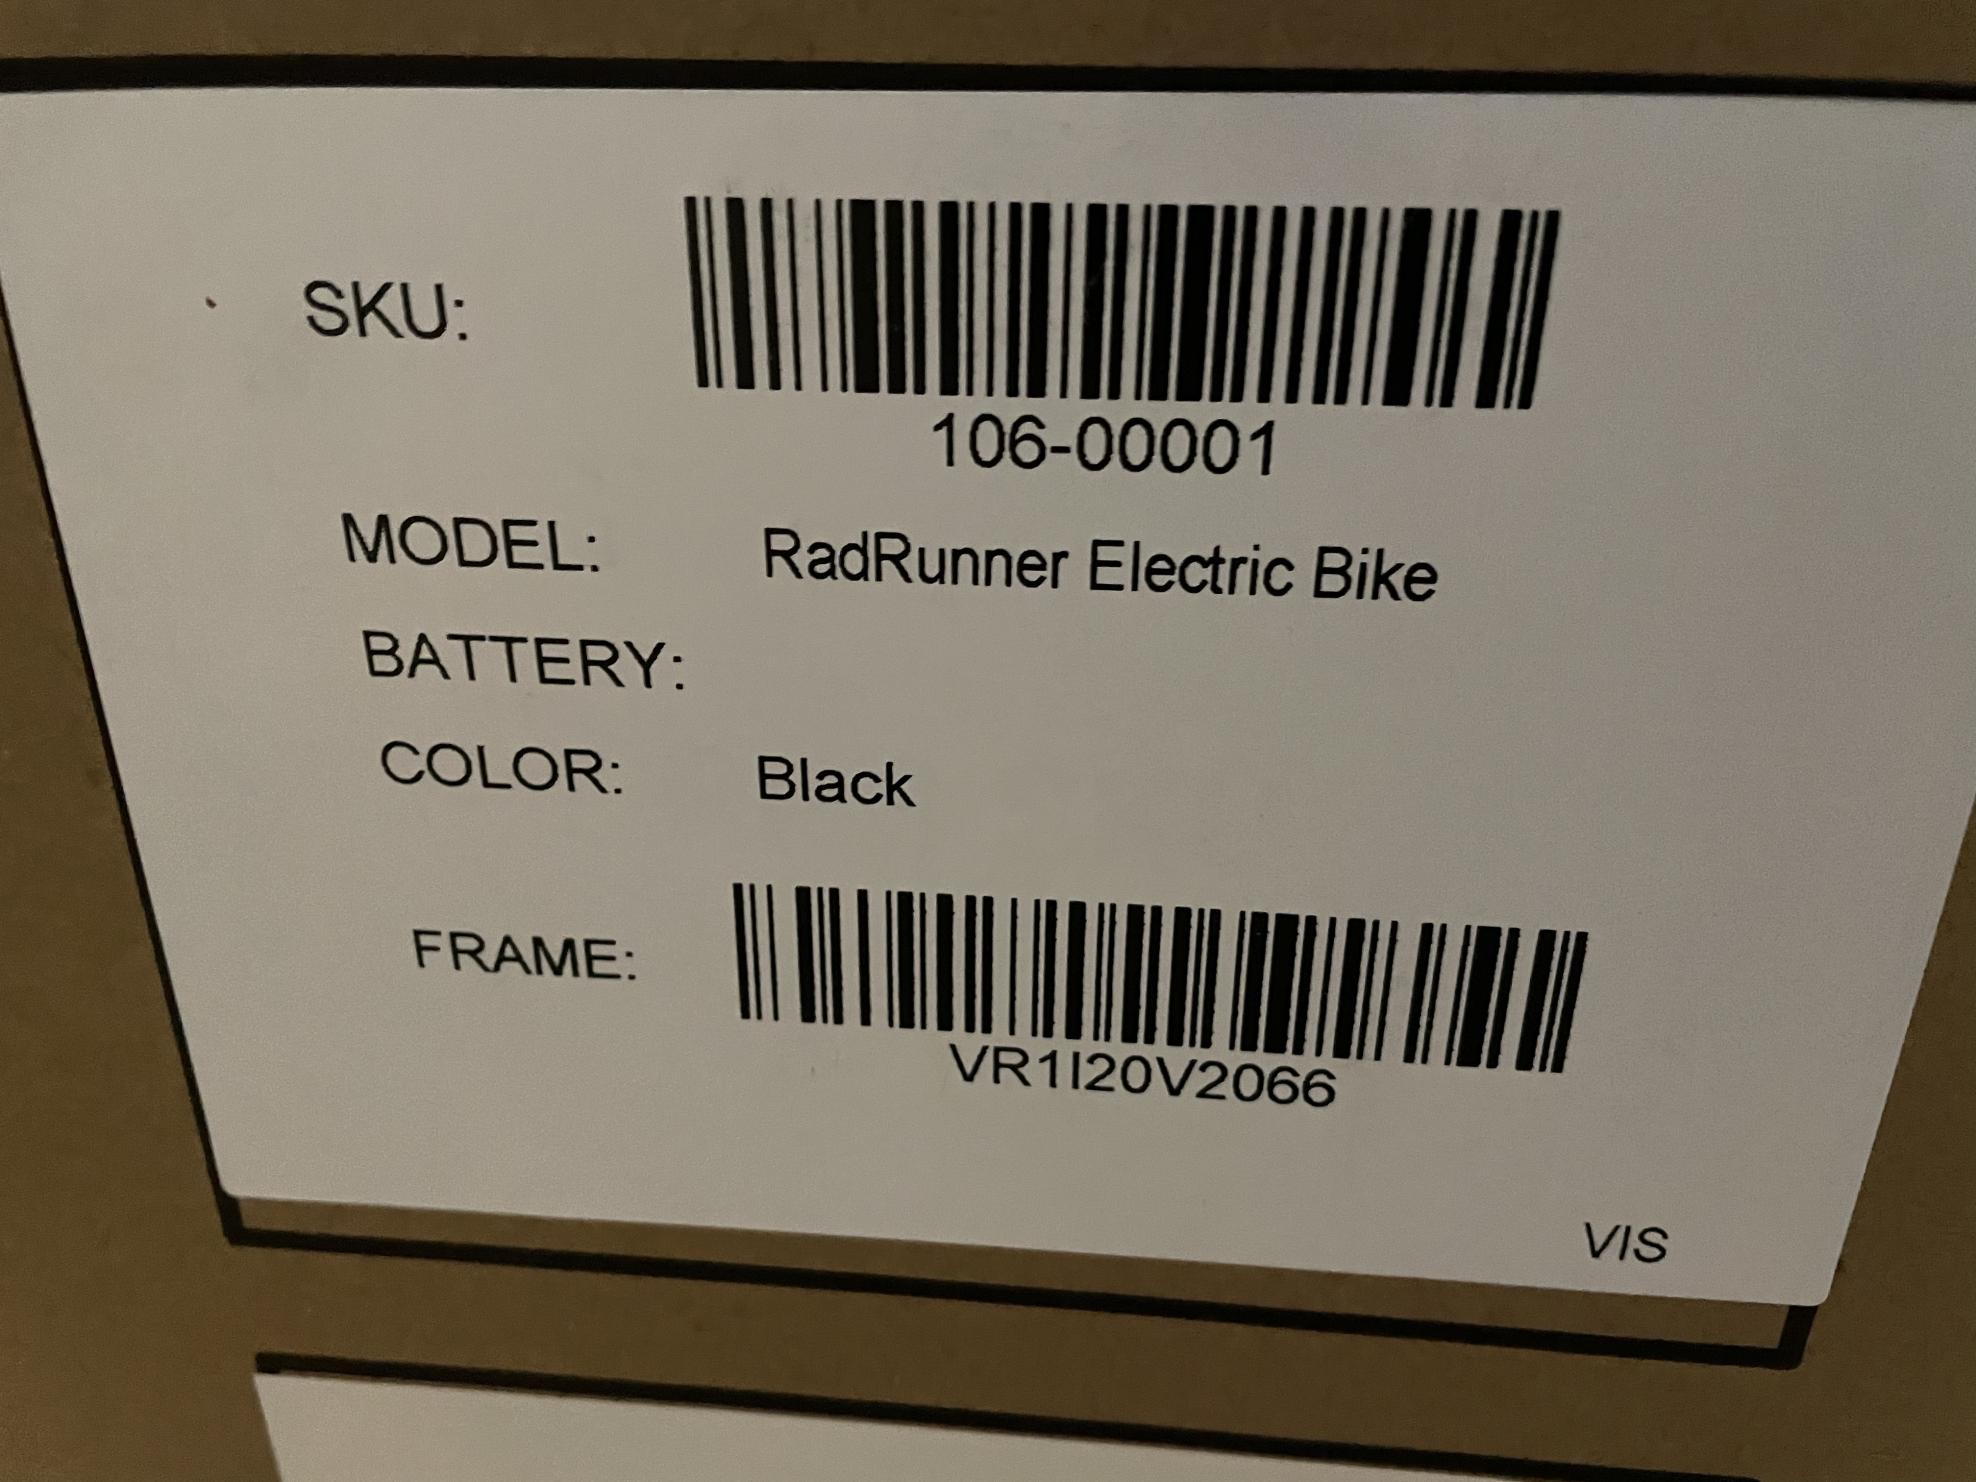 SKU:
106-00001
MODEL: RadRunner Electric Bike
BATTERY:
COLOR: Black
FRAME:
VR1I20V2066
VIS